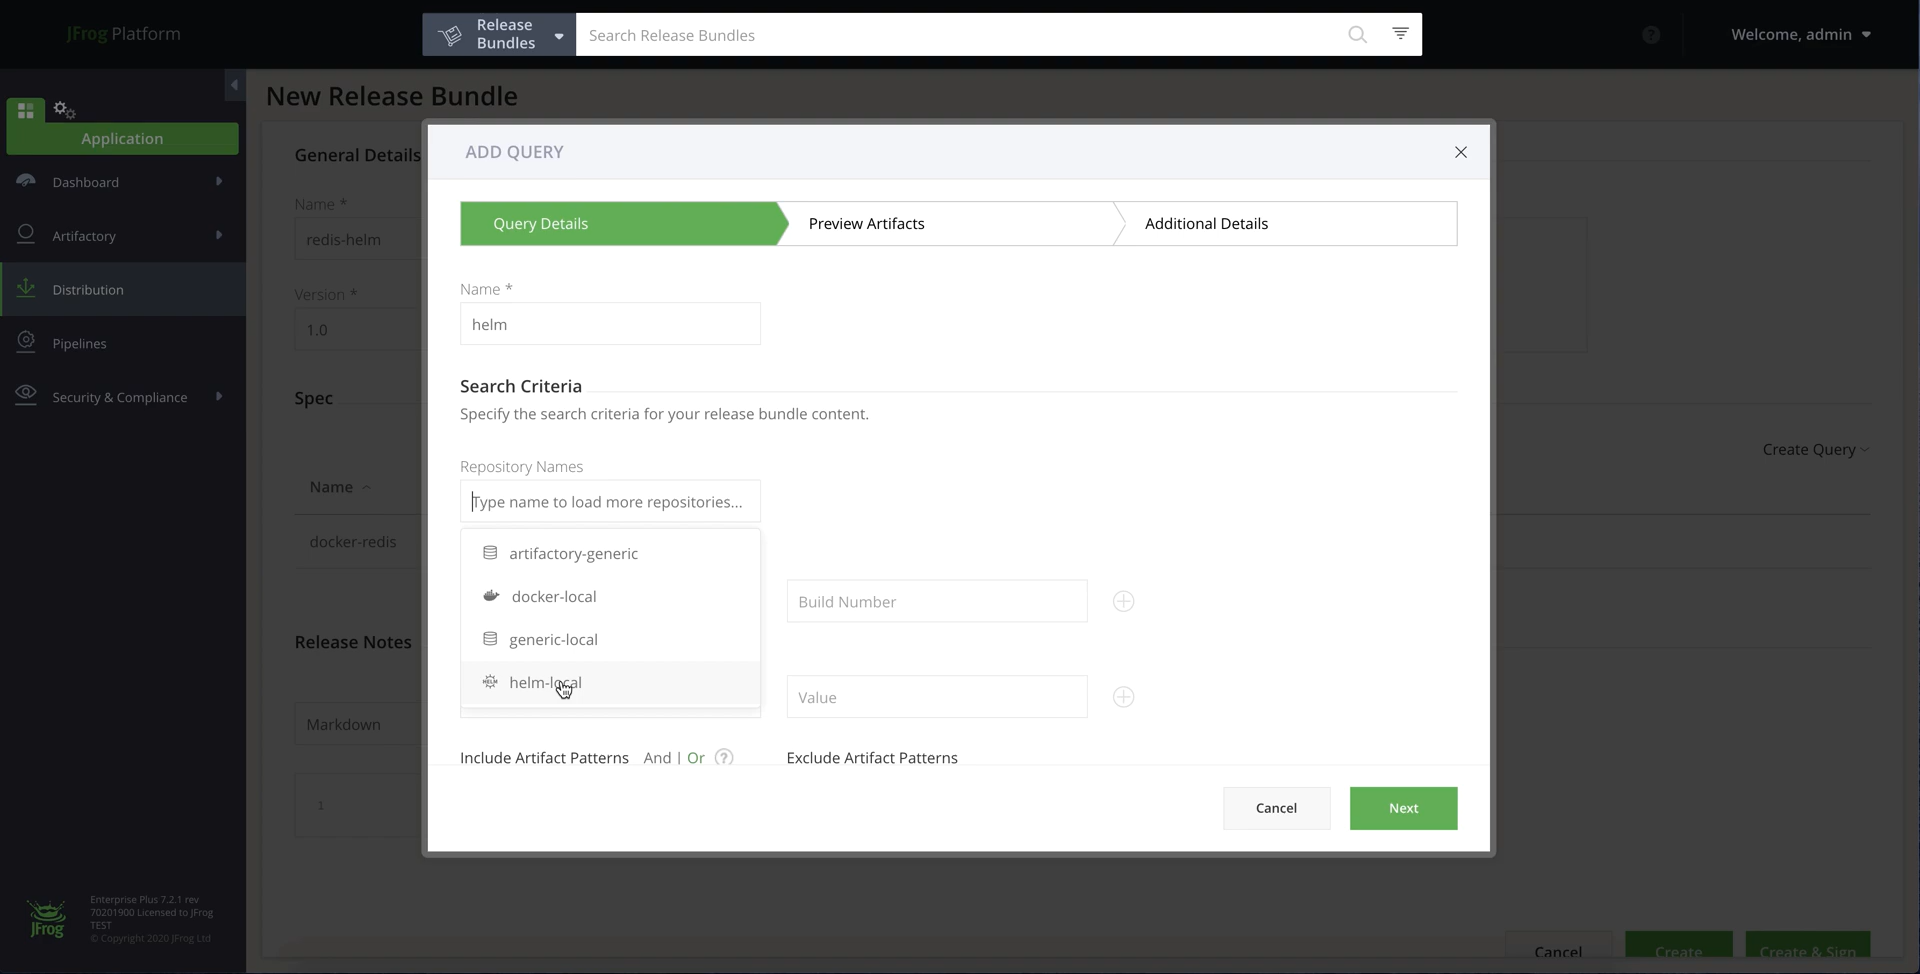 JFrog Platform
Release
Bundles
Search Release Bundles
Welcome, admin
New Release Bundle
Application
Dashboard
Artifactory
Distribution
Pipelines
Security & Compliance
General Details
Name *
redis-helm
Version *
1.0
Spec
Create Query
Name
docker-redis
Release Notes
Markdown
1
ADD QUERY
Query Details
Preview Artifacts
Additional Details
Name *
helm
Search Criteria
Specify the search criteria for your release bundle content.
Repository Names
Type name to load more repositories...
artifactory-generic
docker-local
generic-local
helm-local
Build Number
Value
Include Artifact Patterns And | Or ?
Exclude Artifact Patterns
Cancel
Next
JFrog
Enterprise Plus 7.2.1 rev
70201900 Licensed to JFrog
TEST
© Copyright 2020 JFrog Ltd
Cancel
Create
Create & Sign